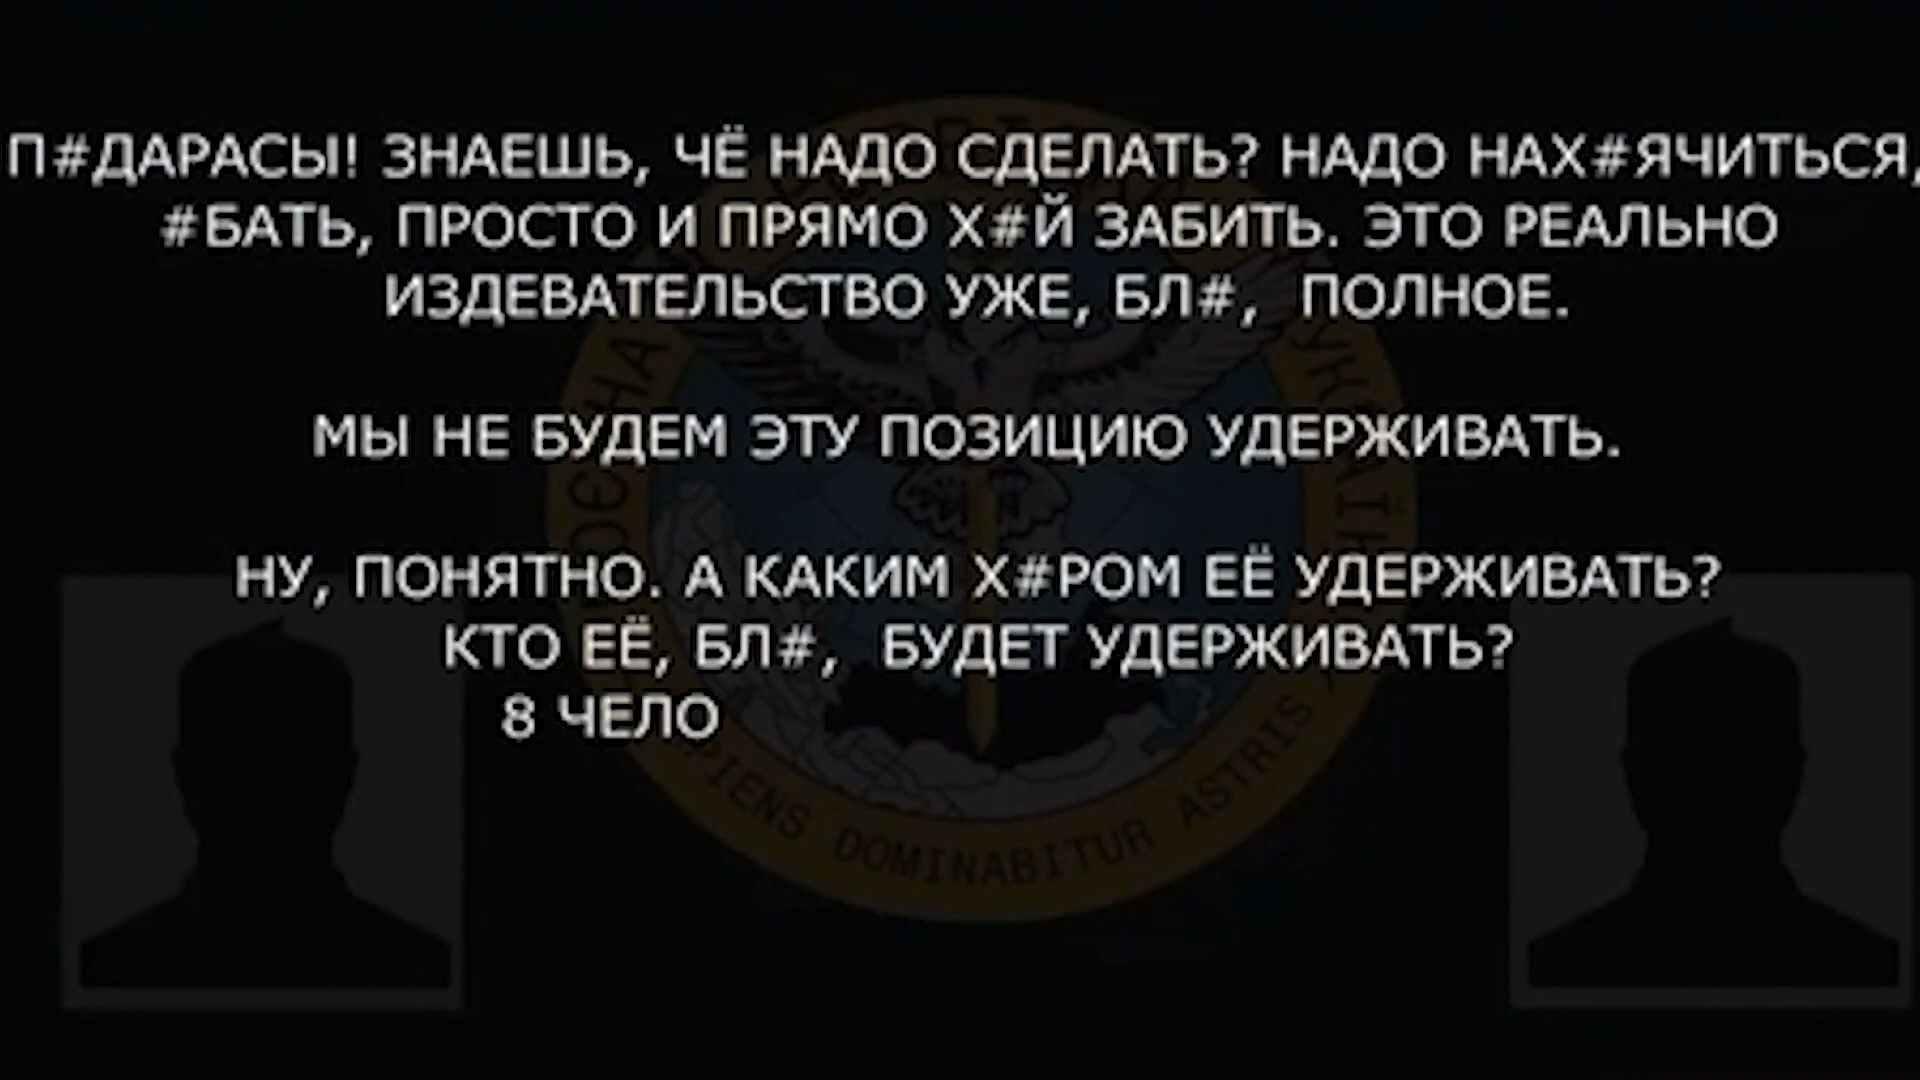 П#ДАРАСЫ! ЗНАЕШЬ, ЧЁ НАДО СДЕЛАТЬ? НАДО НАХ#ЯЧИТЬСЯ,
#БАТЬ, ПРОСТО И ПРЯМО Х#Й ЗАБИТЬ. ЭТО РЕАЛЬНО
ИЗДЕВАТЕЛЬСТВО УЖЕ, БЛ#, ПОЛНОЕ.
МЫ НЕ БУДЕМ ЭТУ ПОЗИЦИЮ УДЕРЖИВАТЬ.
НУ, ПОНЯТНО. А КАКИМ Х#РОМ ЕЁ УДЕРЖИВАТЬ?
КТО ЕЁ, БЛ#, БУДЕТ УДЕРЖИВАТЬ?
8 ЧЕЛО
DOMINABITUR ASTRIS